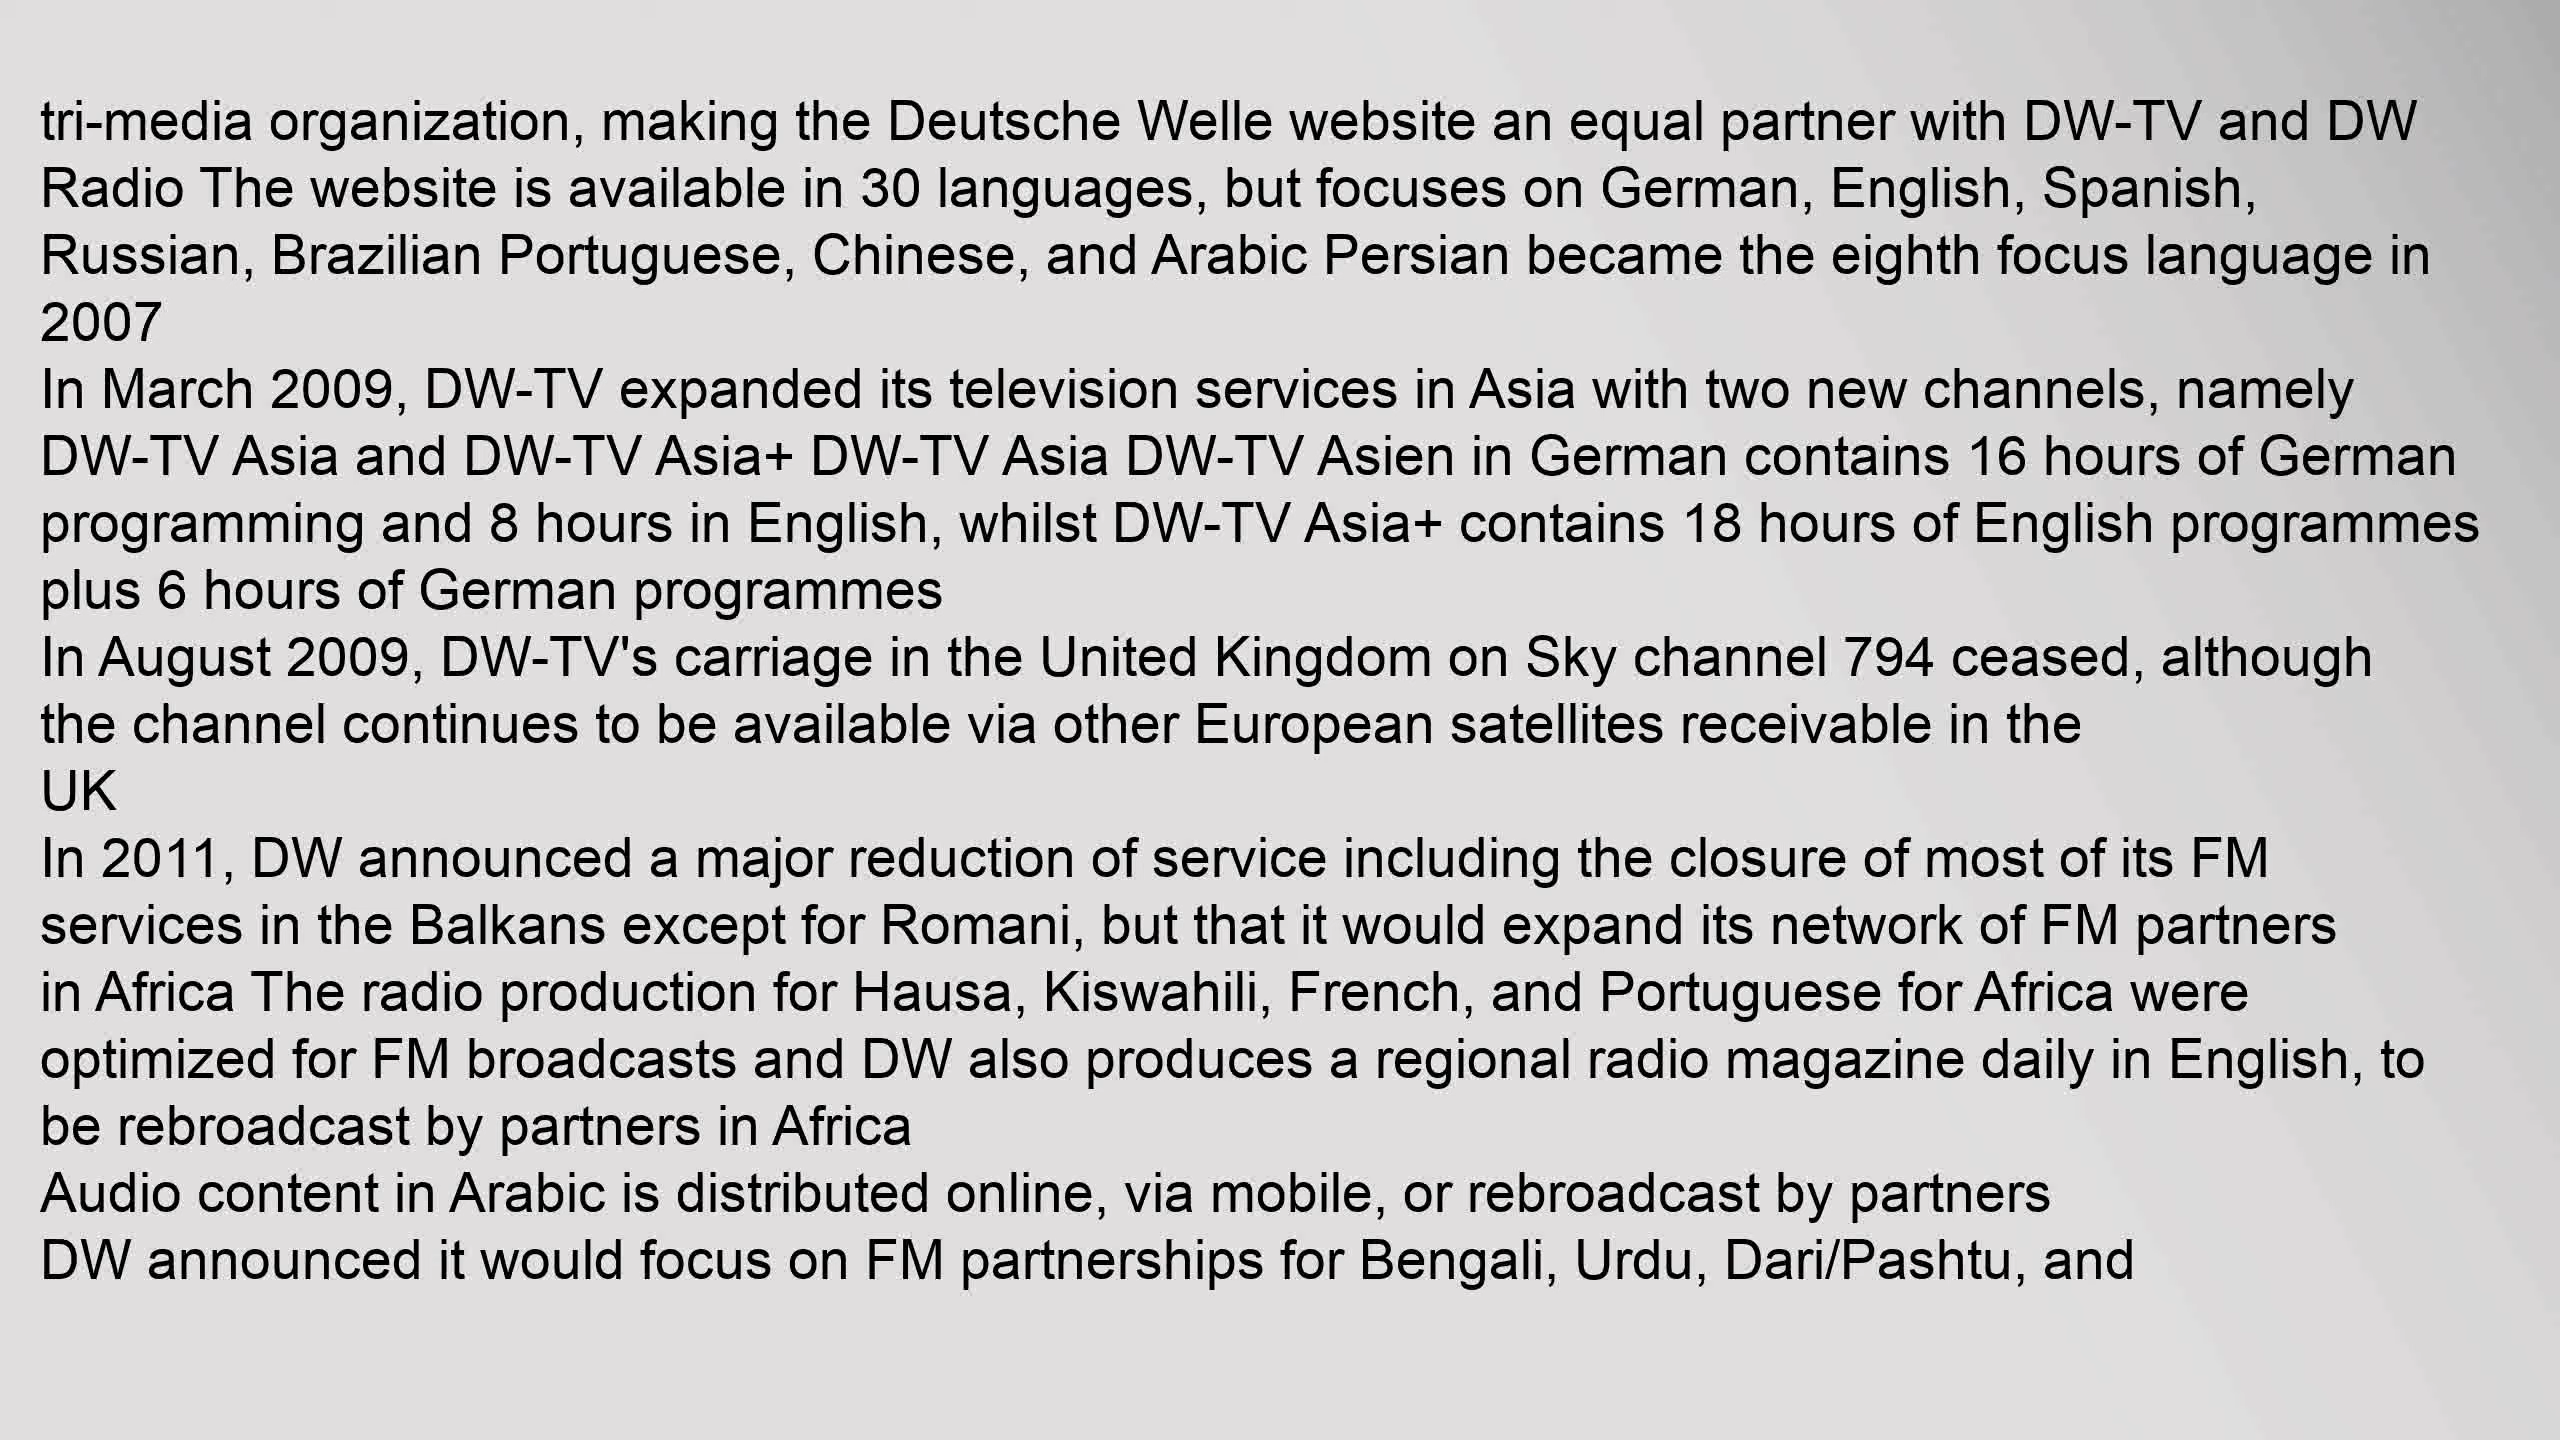 tri-media organization, making the Deutsche Welle website an equal partner with DW-TV and DW
Radio The website is available in 30 languages, but focuses on German, English, Spanish,
Russian, Brazilian Portuguese, Chinese, and Arabic Persian became the eighth focus language in
2007
In March 2009, DW-TV expanded its television services in Asia with two new channels, namely
DW-TV Asia and DW-TV Asia+ DW-TV Asia DW-TV Asien in German contains 16 hours of German
programming and 8 hours in English, whilst DW-TV Asia+ contains 18 hours of English programmes
plus 6 hours of German programmes
In August 2009, DW-TV's carriage in the United Kingdom on Sky channel 794 ceased, although
the channel continues to be available via other European satellites receivable in the
UK
In 2011, DW announced a major reduction of service including the closure of most of its FM
services in the Balkans except for Romani, but that it would expand its network of FM partners
in Africa The radio production for Hausa, Kiswahili, French, and Portuguese for Africa were
optimized for FM broadcasts and DW also produces a regional radio magazine daily in English, to
be rebroadcast by partners in Africa
Audio content in Arabic is distributed online, via mobile, or rebroadcast by partners
DW announced it would focus on FM partnerships for Bengali, Urdu, Dari/Pashtu, and